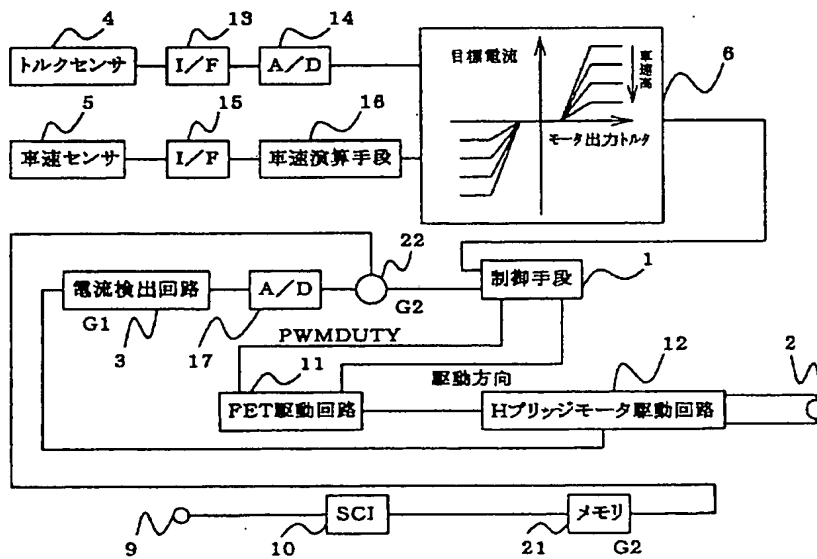 4
13
14
トルクセンサ
I/F
A/D
5
15
16
車速センサ
I/F
車速演算手段
目標電流
車速高
モータ出力トルタ
6
22
電流検出回路
A/D
制御手段
1
G1
G2
3
17
PWMDUTY
11
駆動方向
12
2
FET駆動回路
Hブリッジモータ駆動回路
9
SCI
メモリ
10
21
G2